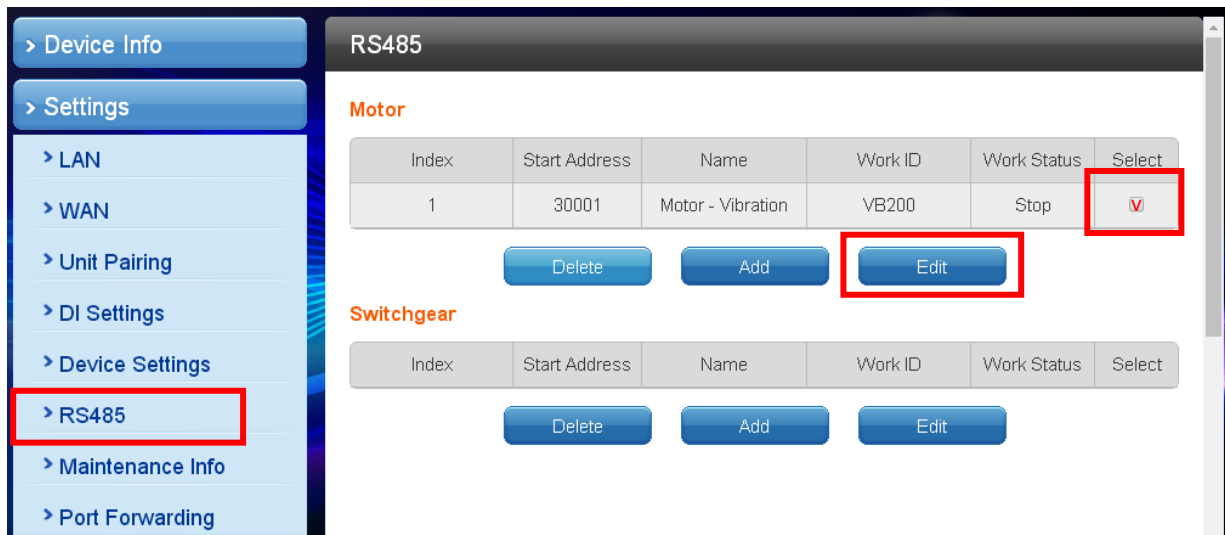 > Device Info
> Settings
> LAN
> WAN
> Unit Pairing
> DI Settings
> Device Settings
> RS485
> Maintenance Info
> Port Forwarding
RS485
Motor
Index Start Address Name Work ID Work Status Select
1 30001 Motor - Vibration VB200 Stop V
Delete Add Edit
Switchgear
Index Start Address Name Work ID Work Status Select
Delete Add Edit